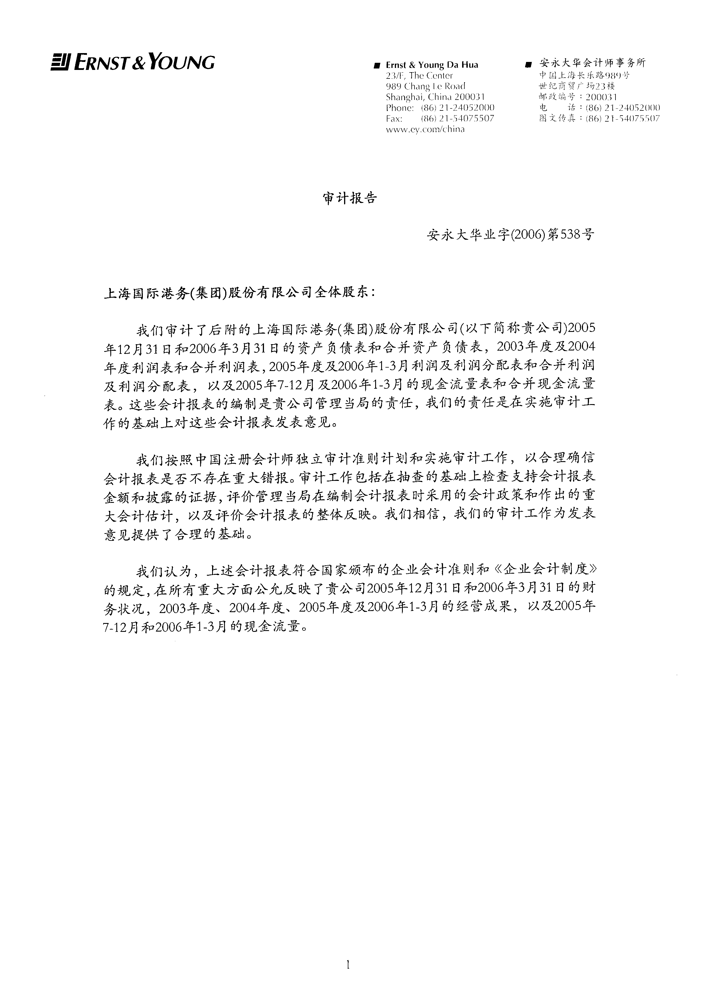 ERNST & YOUNG
Ernst & Young Da Hua
23/F, The Center
989 Chang Le Road
Shanghai, China 200031
Phone: (86) 21-24052000
Fax: (86) 21-54075507
www.ey.com/china
安永大华会计师事务所
中国上海长乐路989号
世纪商贸广场23楼
邮政编号：200031
电 话：(86) 21-24052000
图文传真：(86) 21-54075507
审计报告
安永大华业字(2006)第538号
上海国际港务(集团)股份有限公司全体股东：
我们审计了后附的上海国际港务(集团)股份有限公司(以下简称贵公司)2005
年12月31日和2006年3月31日的资产负债表和合并资产负债表，2003年度及2004
年度利润表和合并利润表，2005年度及2006年1-3月利润及利润分配表和合并利润
及利润分配表，以及2005年7-12月及2006年1-3月的现金流量表和合并现金流量
表。这些会计报表的编制是贵公司管理当局的责任，我们的责任是在实施审计工
作的基础上对这些会计报表发表意见。
我们按照中国注册会计师独立审计准则计划和实施审计工作，以合理确信
会计报表是否不存在重大错报。审计工作包括在抽查的基础上检查支持会计报表
金额和披露的证据，评价管理当局在编制会计报表时采用的会计政策和作出的重
大会计估计，以及评价会计报表的整体反映。我们相信，我们的审计工作为发表
意见提供了合理的基础。
我们认为，上述会计报表符合国家颁布的企业会计准则和《企业会计制度》
的规定，在所有重大方面公允反映了贵公司2005年12月31日和2006年3月31日的财
务状况，2003年度、2004年度、2005年度及2006年1-3月的经营成果，以及2005年
7-12月和2006年1-3月的现金流量。
1